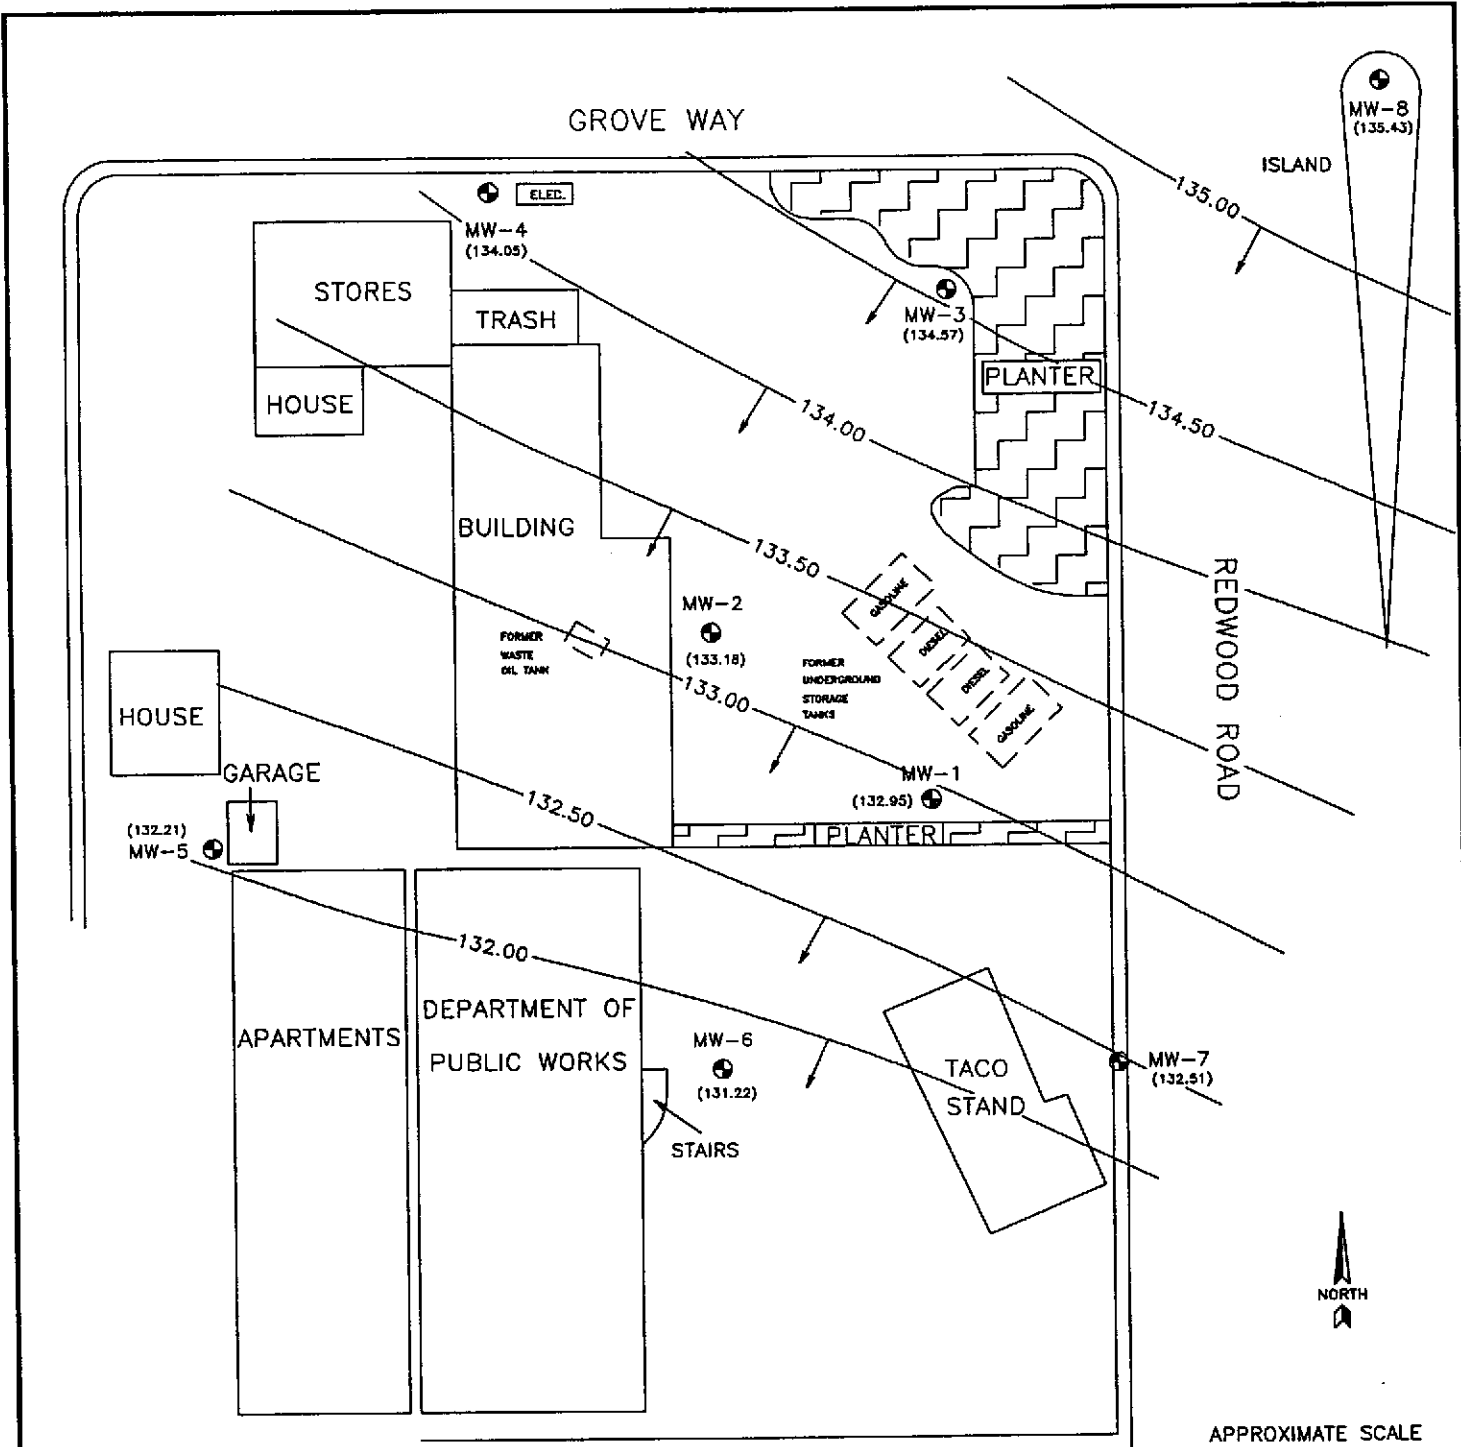 GROVE WAY
MW-8
(135.43)
ISLAND
135.00
ELEC.
MW-4
(134.05)
STORES
TRASH
MW-3
(134.57)
HOUSE
PLANTER
134.50
134.00
BUILDING
133.50
REDWOOD ROAD
GASOLINE
DIESEL
DIESEL
GASOLINE
MW-2
(133.18)
FORMER
WASTE
OIL TANK
FORMER
UNDERGROUND
STORAGE
TANKS
133.00
HOUSE
GARAGE
MW-1
(132.95)
132.50
PLANTER
(132.21)
MW-5
132.00
DEPARTMENT OF
PUBLIC WORKS
APARTMENTS
MW-6
(131.22)
STAIRS
TACO
STAND
MW-7
(132.51)
NORTH
APPROXIMATE SCALE